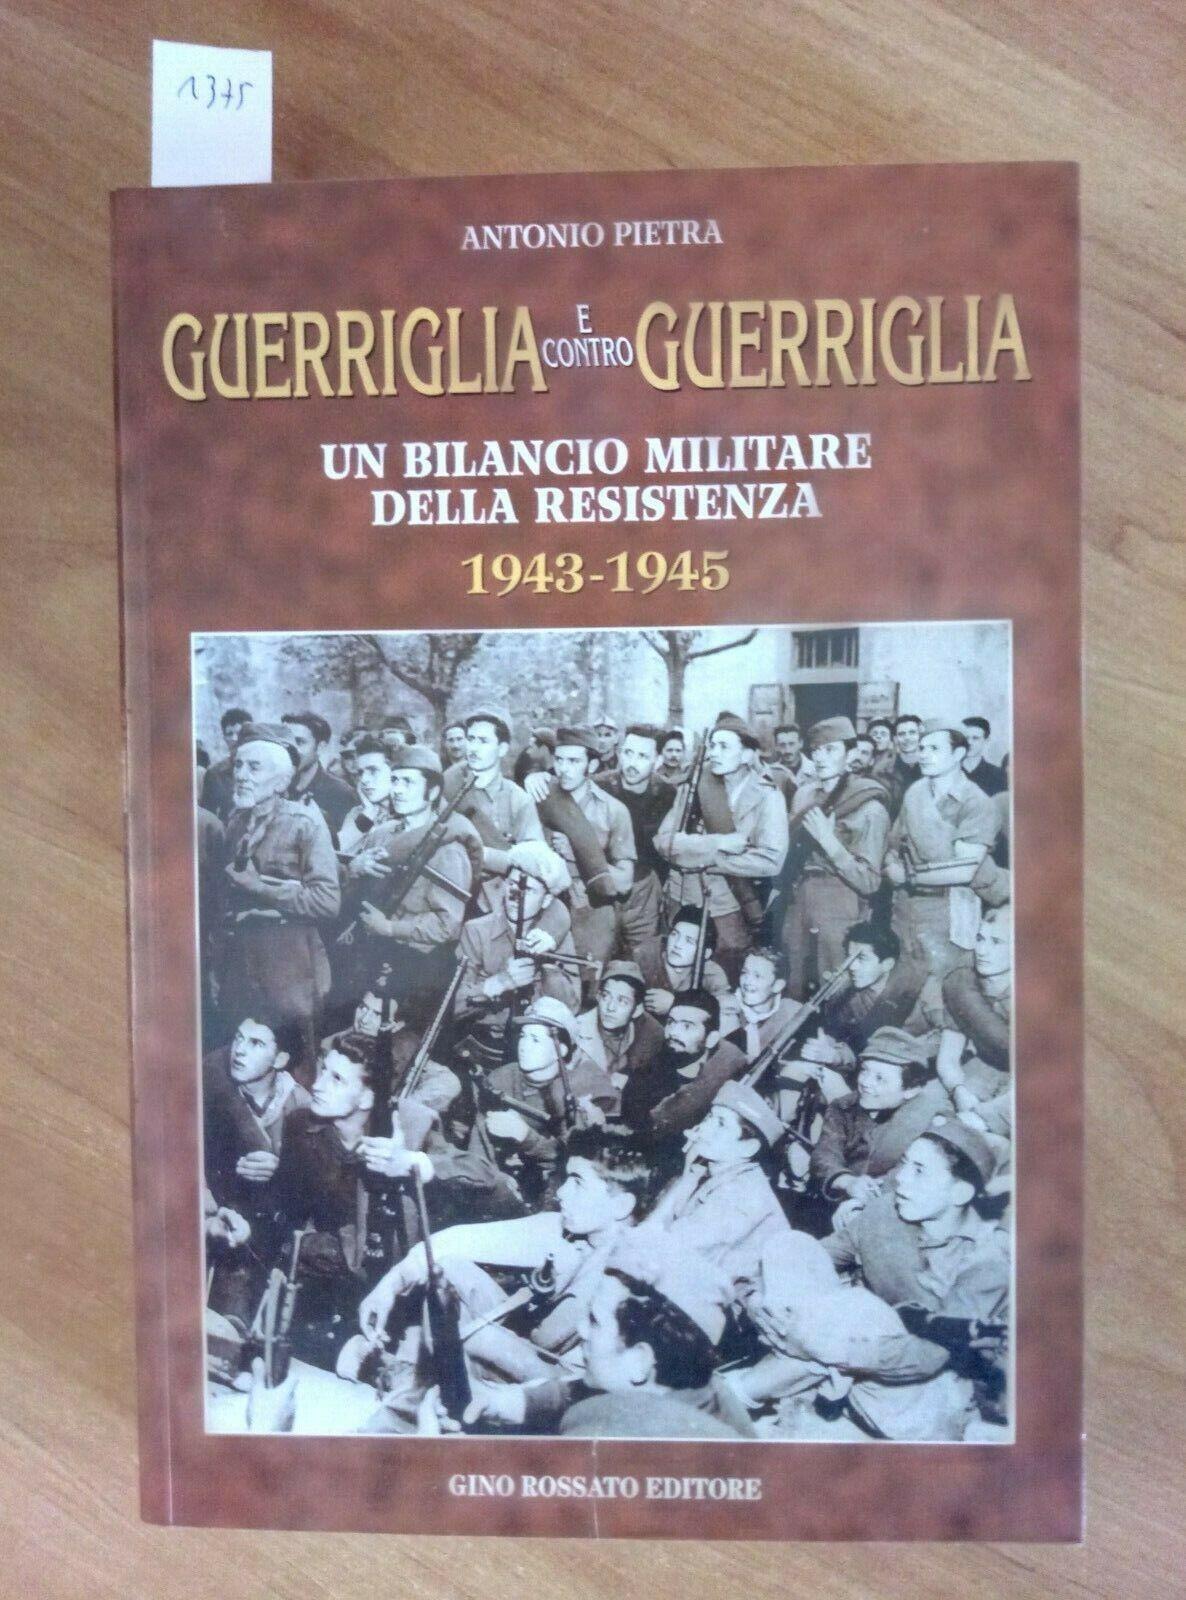 1375
ANTONIO PIETRA
GUERRIGLIA E CONTRO GUERRIGLIA
UN BILANCIO MILITARE
DELLA RESISTENZA
1943-1945
GINO ROSSATO EDITORE